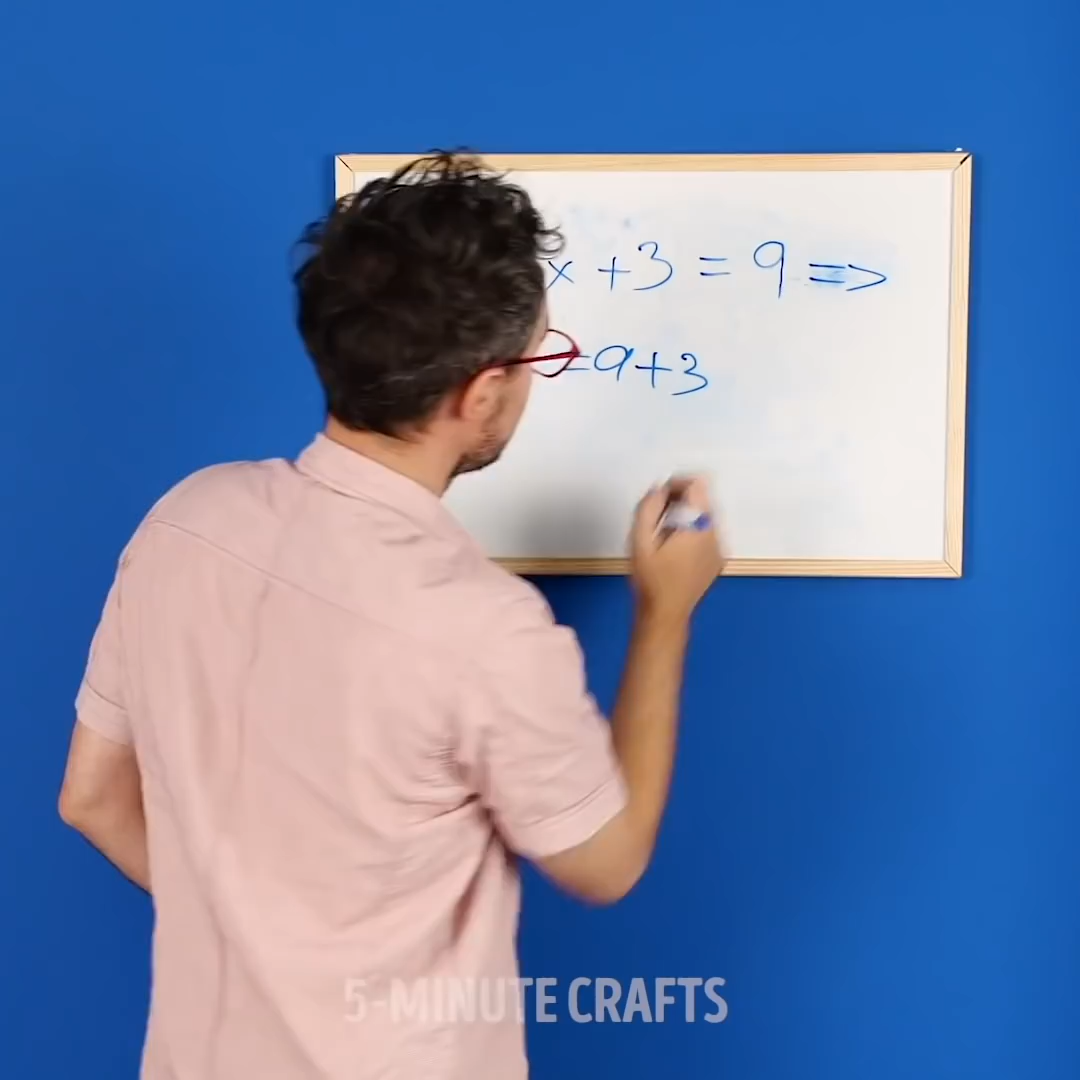 x + 3 = 9 =>
= 9 + 3
5-MINUTE CRAFTS